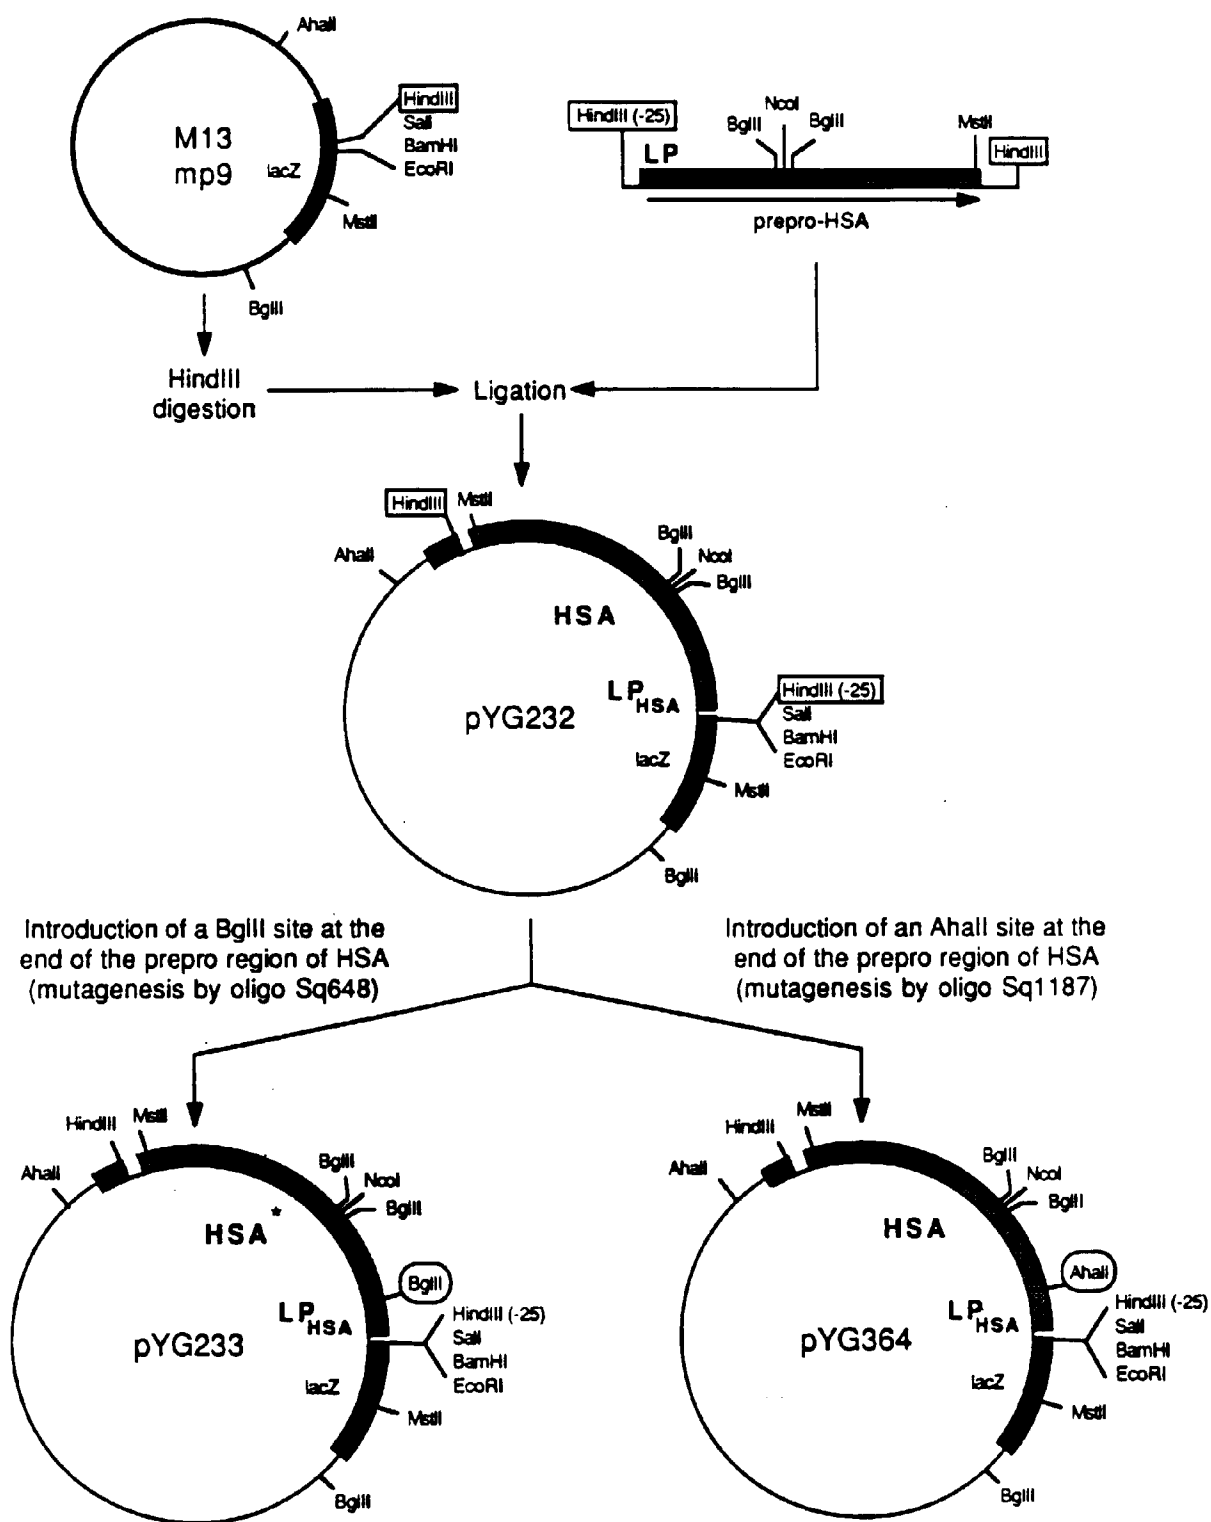 AhaII
HindIII
SalI
BamHI
EcoRI
M13
mp9
lacZ
MstII
BglII
HindIII (-25)
LP
BglII
NcoI
BglII
MstII
HindIII
prepro-HSA
HindIII
digestion
Ligation
HindIII
MstII
AhaII
BglII
NcoI
BglII
HSA
LP HSA
pYG232
HindIII (-25)
SalI
BamHI
EcoRI
lacZ
MstII
BglII
Introduction of a BglII site at the
end of the prepro region of HSA
(mutagenesis by oligo Sq648)
Introduction of an AhaII site at the
end of the prepro region of HSA
(mutagenesis by oligo Sq1187)
HindIII
MstII
AhaII
BglII
NcoI
BglII
HSA*
BglII
LP HSA
pYG233
HindIII (-25)
SalI
BamHI
EcoRI
lacZ
MstII
BglII
HindIII
MstII
AhaII
BglII
NcoI
BglII
HSA
AhaII
LP HSA
pYG364
HindIII (-25)
SalI
BamHI
EcoRI
lacZ
MstII
BglII